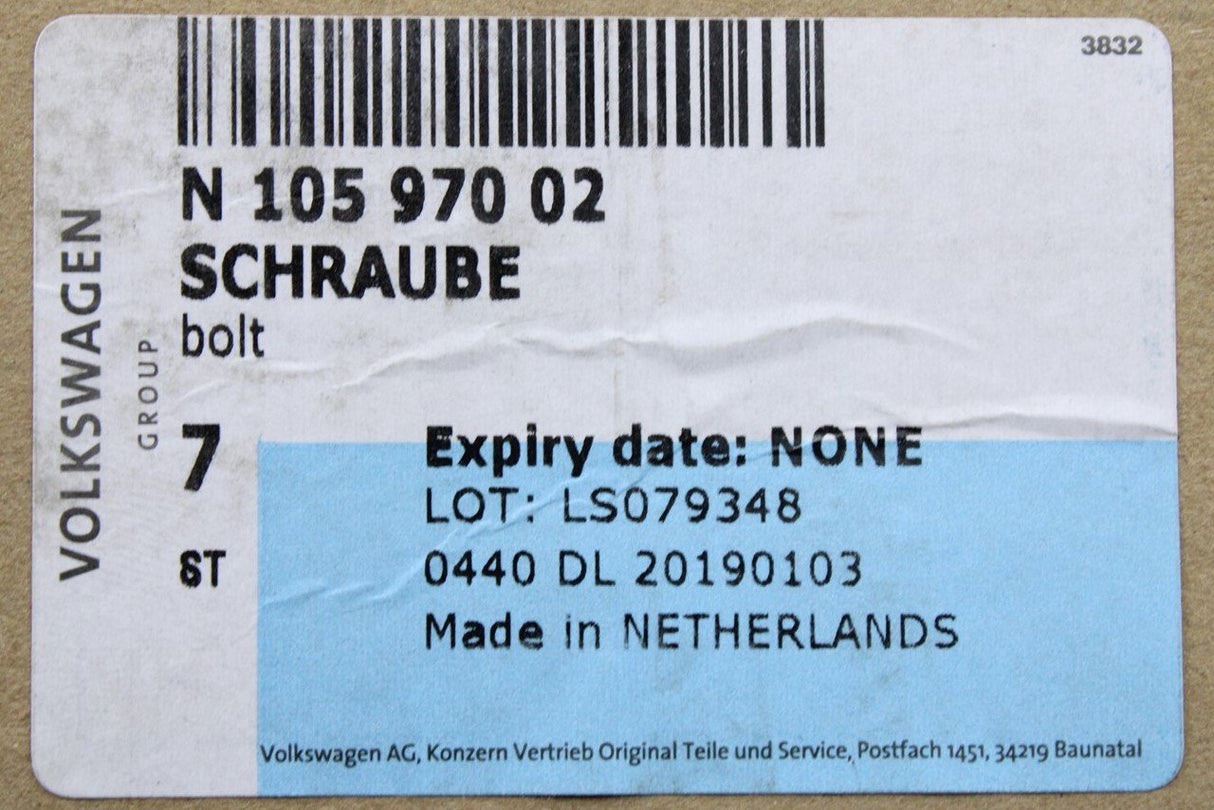 3832
N 105 970 02
SCHRAUBE
bolt
VOLKSWAGEN
GROUP
7
Expiry date: NONE
LOT: LS079348
ST
0440 DL 20190103
Made in NETHERLANDS
Volkswagen AG, Konzern Vertrieb Original Teile und Service, Postfach 1451, 34219 Baunatal